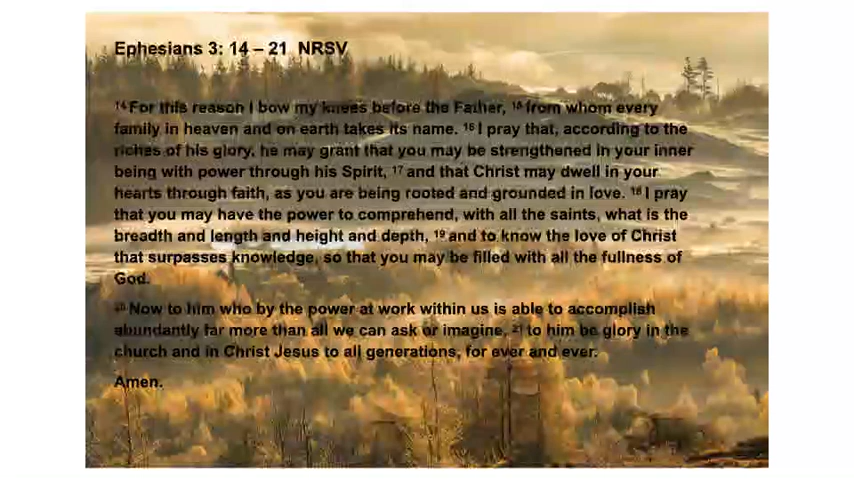 Ephesians 3: 14 – 21 NRSV
14 For this reason I bow my knees before the Father, 15 from whom every
family in heaven and on earth takes its name. 16 I pray that, according to the
riches of his glory, he may grant that you may be strengthened in your inner
being with power through his Spirit, 17 and that Christ may dwell in your
hearts through faith, as you are being rooted and grounded in love. 18 I pray
that you may have the power to comprehend, with all the saints, what is the
breadth and length and height and depth, 19 and to know the love of Christ
that surpasses knowledge, so that you may be filled with all the fullness of
God.
20 Now to him who by the power at work within us is able to accomplish
abundantly far more than all we can ask or imagine, 21 to him be glory in the
church and in Christ Jesus to all generations, for ever and ever.
Amen.